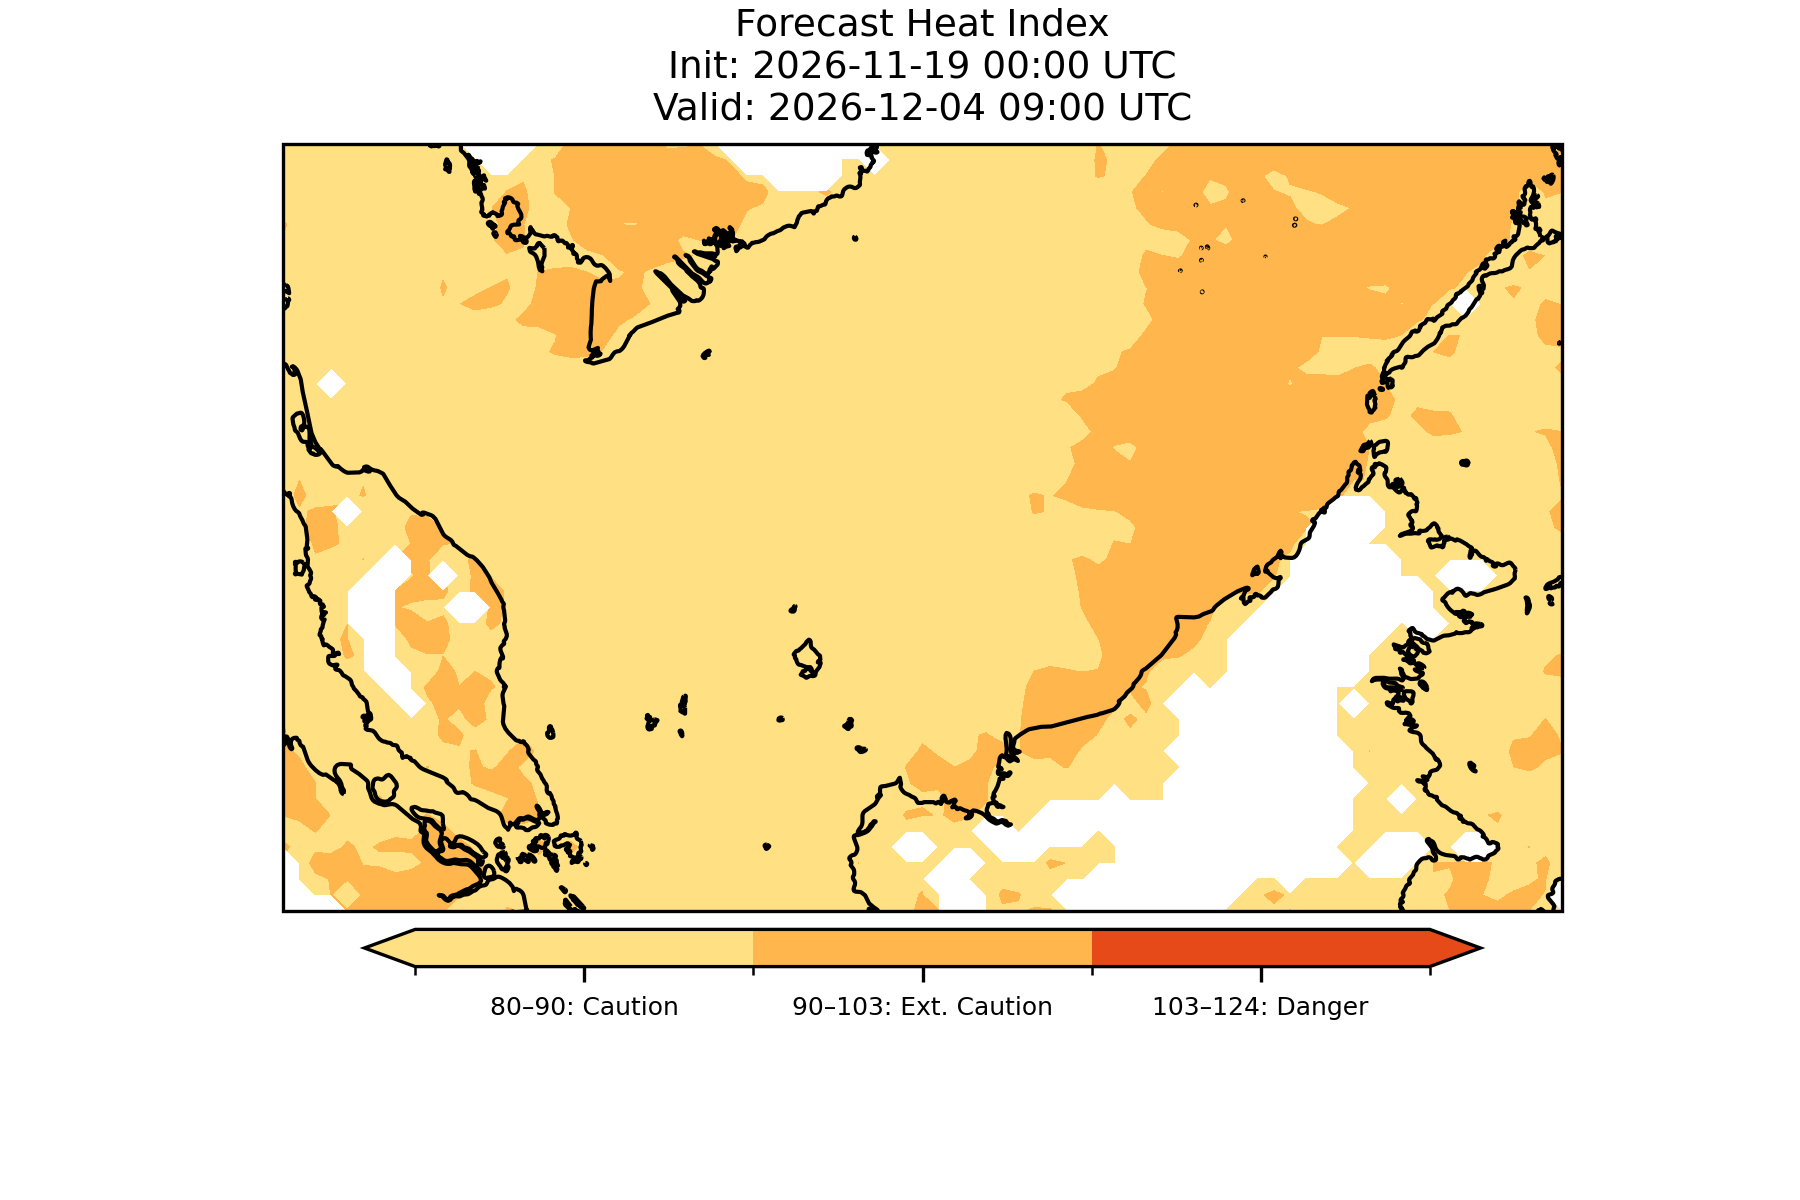 Forecast Heat Index
Init: 2026-11-19 00:00 UTC
Valid: 2026-12-04 09:00 UTC
80–90: Caution
90–103: Ext. Caution
103–124: Danger